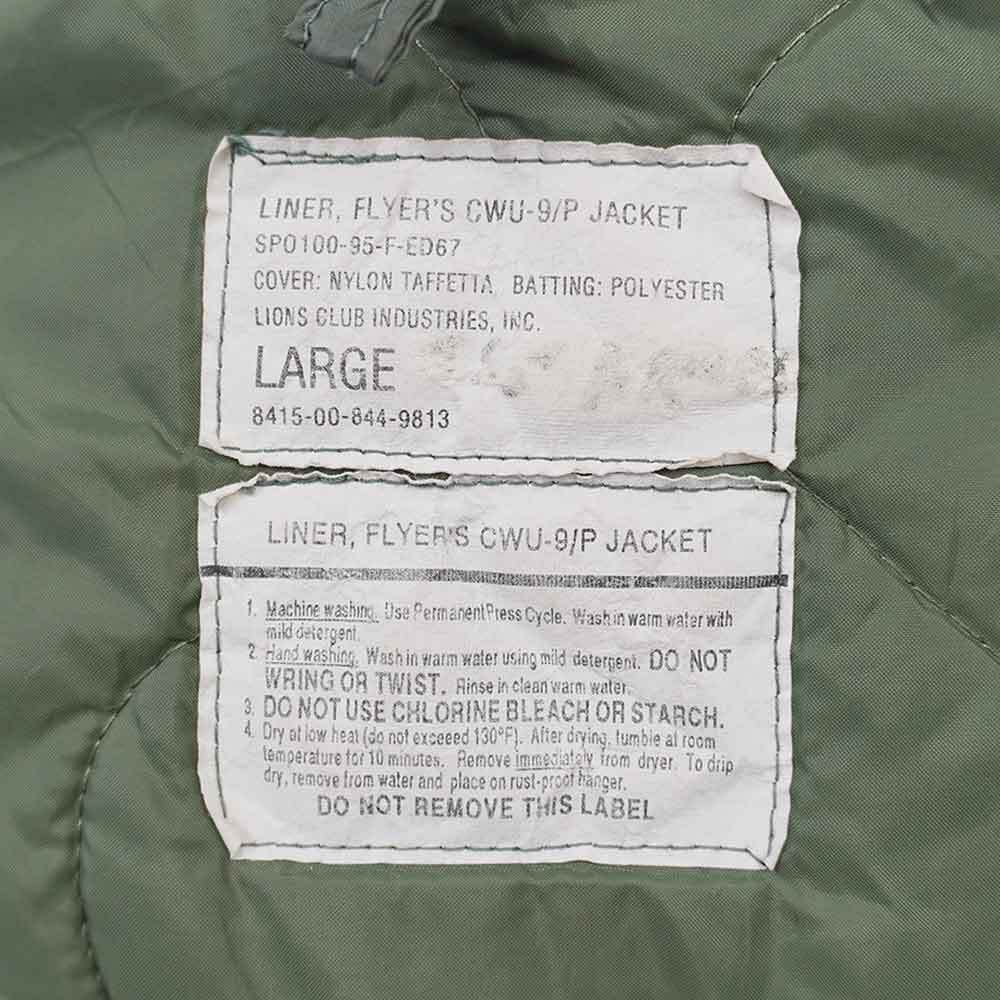 LINER, FLYER'S CWU-9/P JACKET
SPO100-95-F-ED67
COVER: NYLON TAFFETTA BATTING: POLYESTER
LIONS CLUB INDUSTRIES, INC.
LARGE
8415-00-844-9813
LINER, FLYER'S CWU-9/P JACKET
1. Machine washing. Use Permanent Press Cycle. Wash in warm water with
mild detergent.
2. Hand washing. Wash in warm water using mild detergent. DO NOT
WRING OR TWIST. Rinse in clean warm water.
3. DO NOT USE CHLORINE BLEACH OR STARCH.
4. Dry at low heat (do not exceed 130°F). After drying, tumble at room
temperature for 10 minutes. Remove immediately from dryer. To drip
dry, remove from water and place on rust-proof hanger.
DO NOT REMOVE THIS LABEL